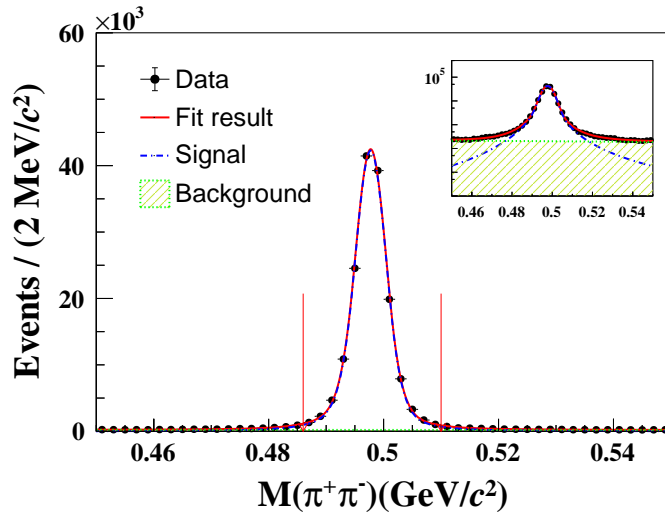 ×10³
60
40
20
0
Events / (2 MeV/c²)
Data
Fit result
Signal
Background
10⁵
0.46 0.48 0.5 0.52 0.54
0.46 0.48 0.5 0.52 0.54
M(π⁺π⁻)(GeV/c²)